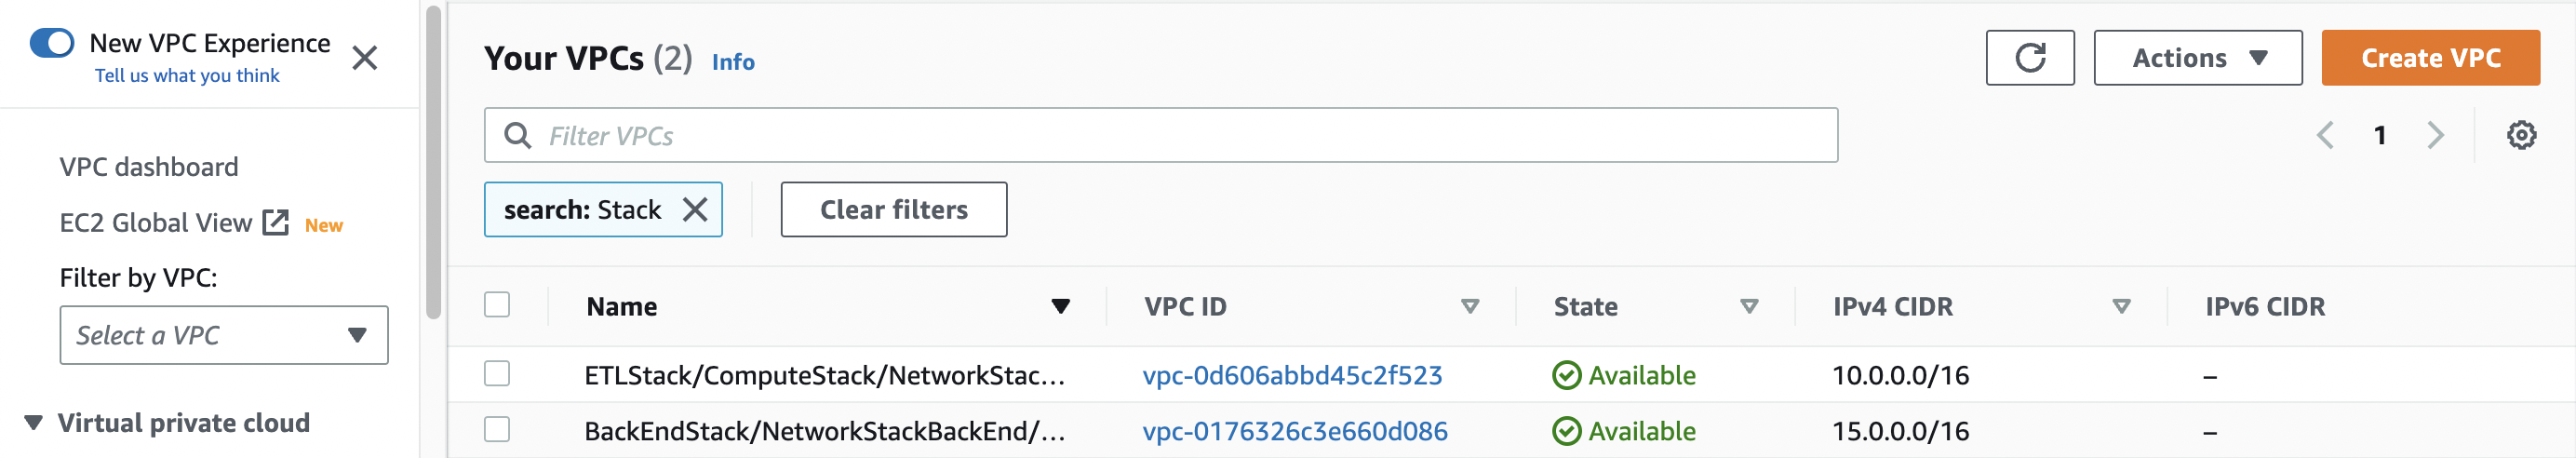 New VPC Experience
Tell us what you think
VPC dashboard
EC2 Global View New
Filter by VPC:
Select a VPC
Virtual private cloud
Your VPCs (2) Info
Actions
Create VPC
Filter VPCs
1
search: Stack
Clear filters
Name VPC ID State IPv4 CIDR IPv6 CIDR
ETLStack/ComputeStack/NetworkStac... vpc-0d606abbd45c2f523 Available 10.0.0.0/16 –
BackEndStack/NetworkStackBackEnd/... vpc-0176326c3e660d086 Available 15.0.0.0/16 –